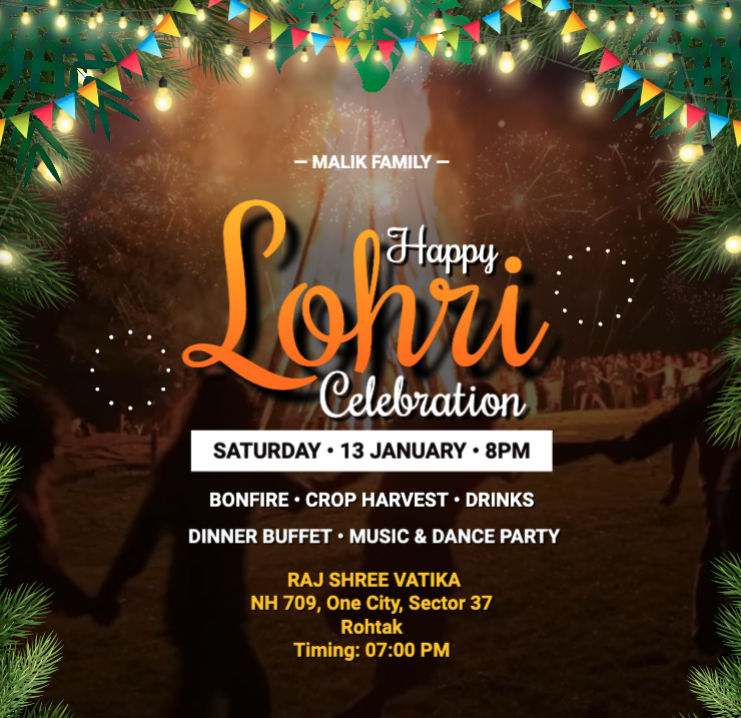 — MALIK FAMILY —
Happy
Lohri
Celebration
SATURDAY • 13 JANUARY • 8PM
BONFIRE • CROP HARVEST • DRINKS
DINNER BUFFET • MUSIC & DANCE PARTY
RAJ SHREE VATIKA
NH 709, One City, Sector 37
Rohtak
Timing: 07:00 PM